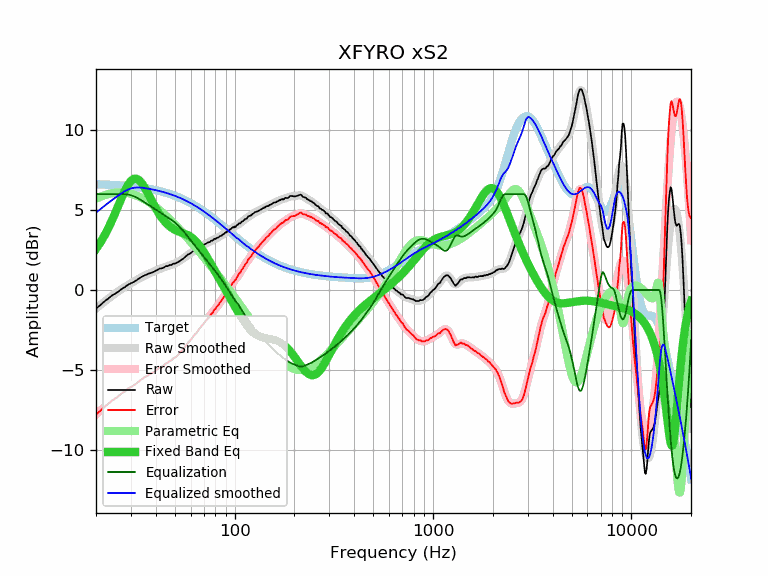 XFYRO xS2
Amplitude (dBr)
10
5
0
−5
−10
Target
Raw Smoothed
Error Smoothed
Raw
Error
Parametric Eq
Fixed Band Eq
Equalization
Equalized smoothed
100 1000 10000
Frequency (Hz)